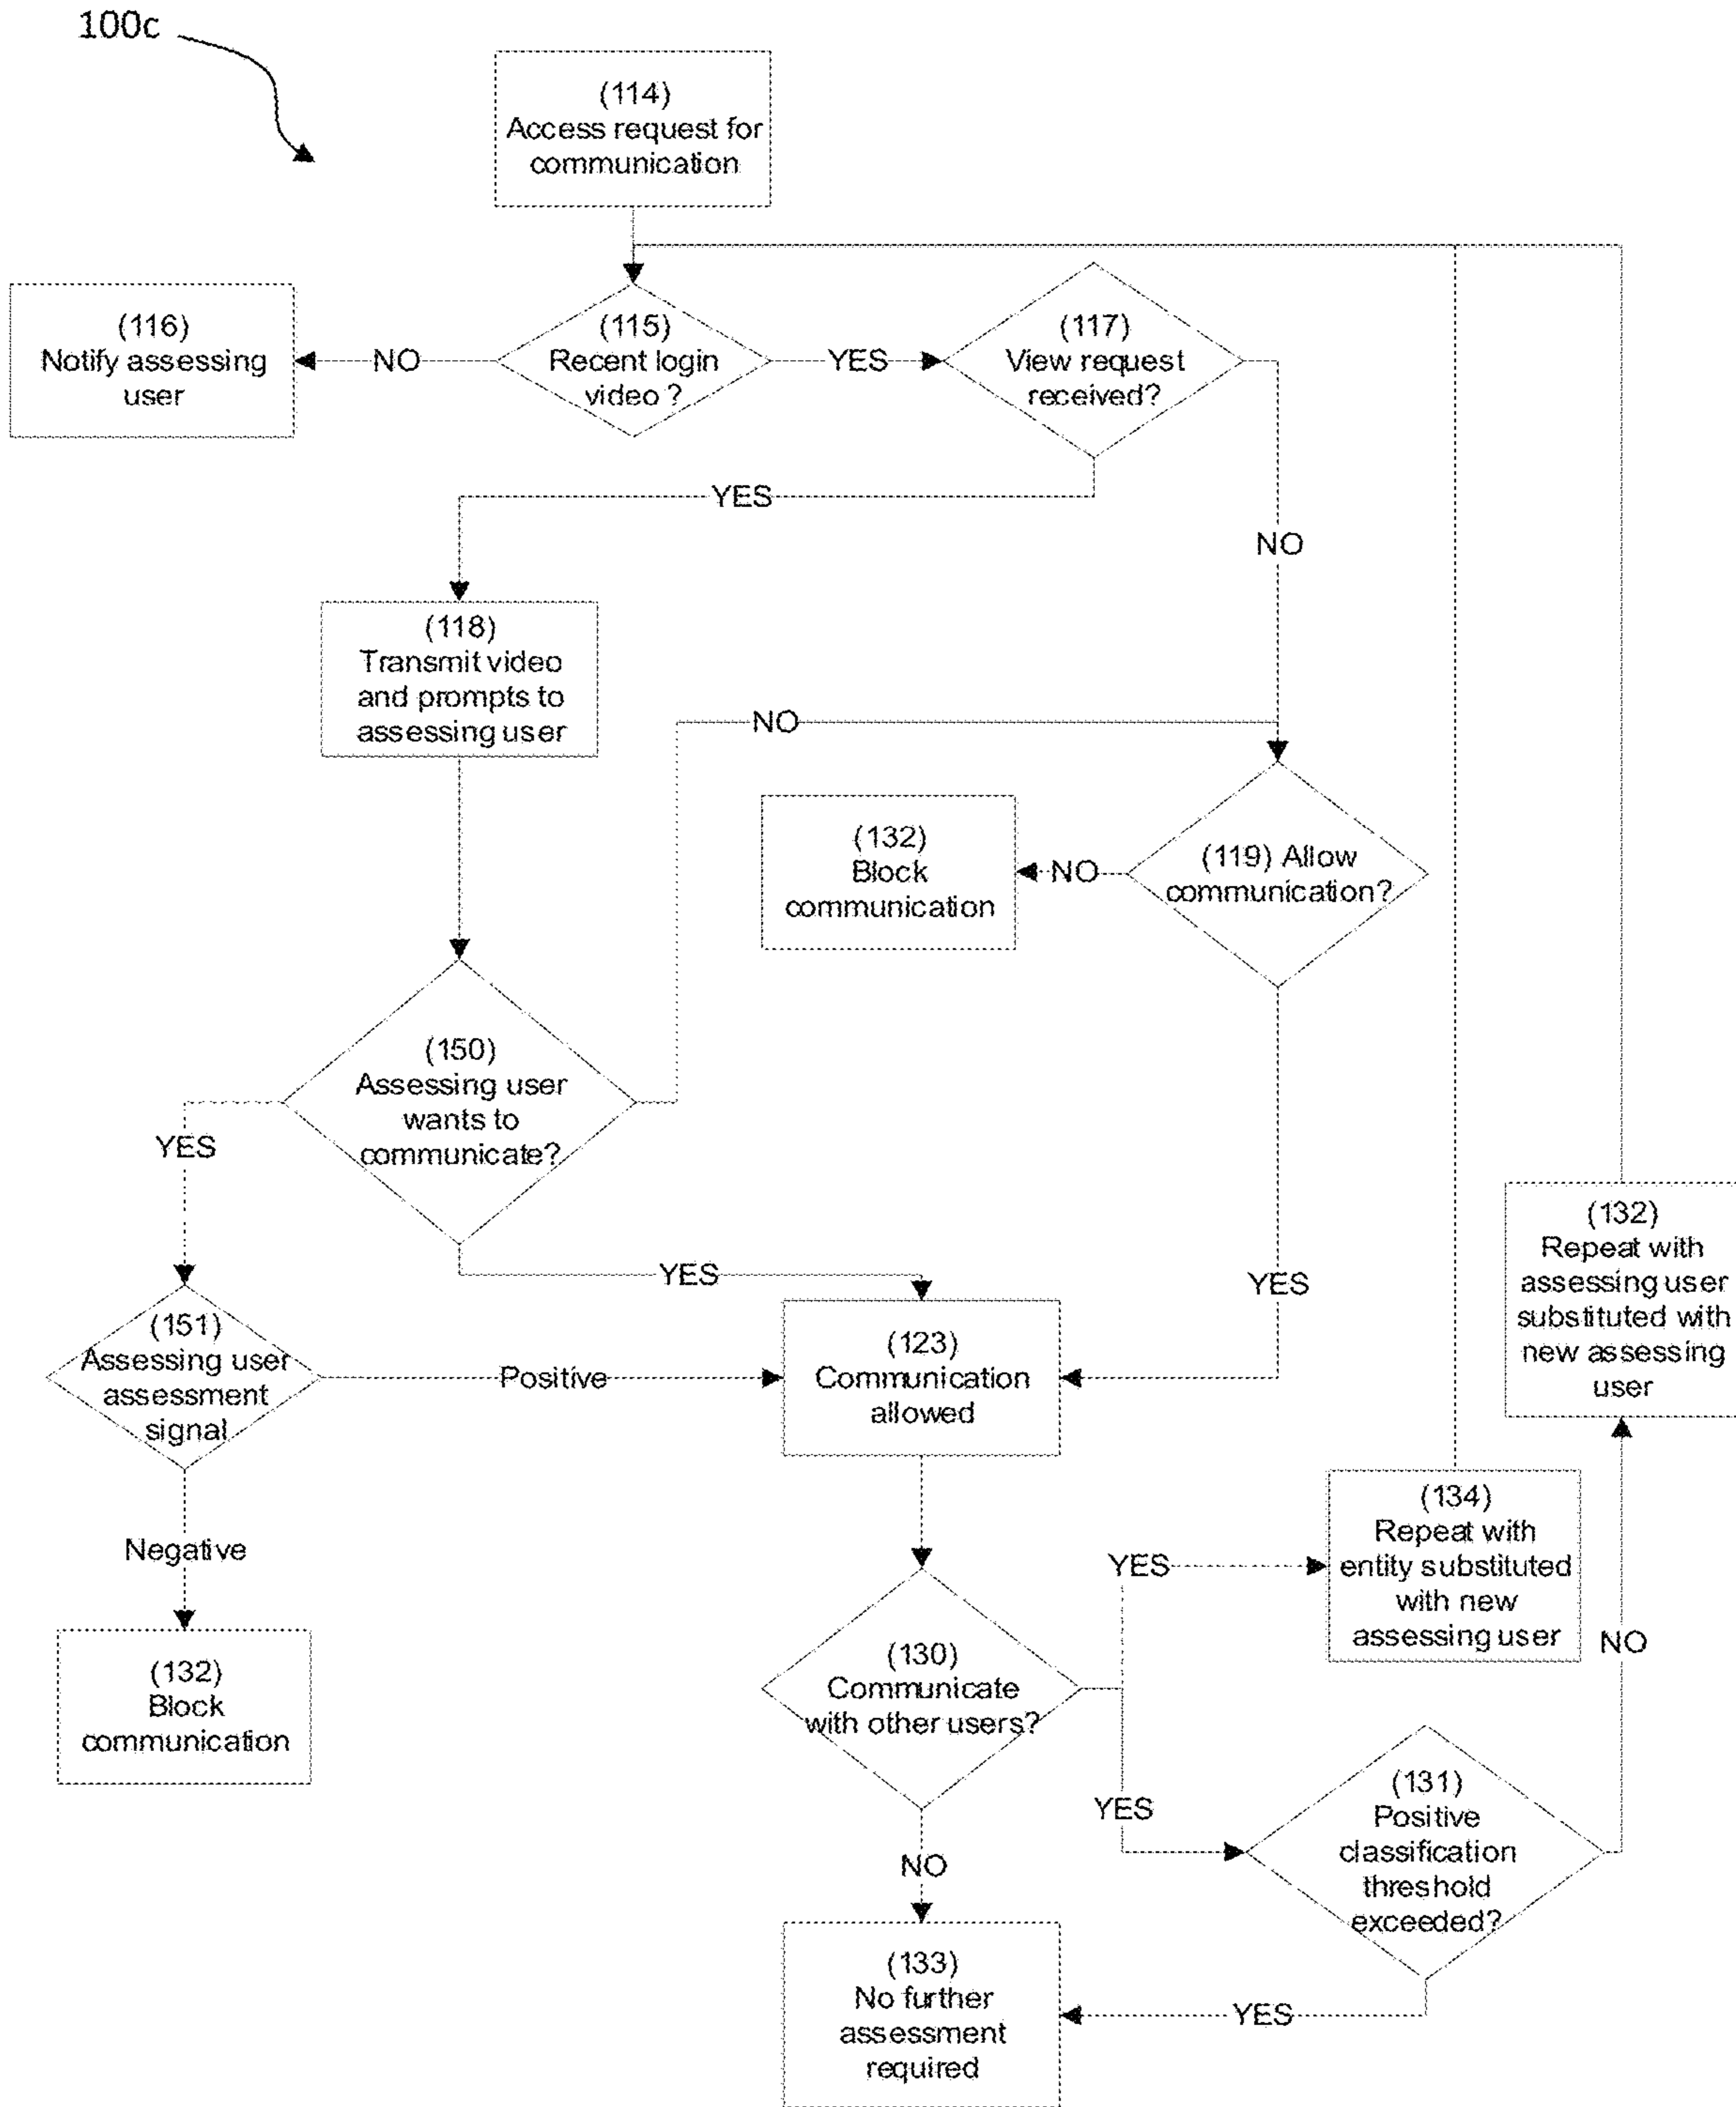 100c
(114)
Access request for
communication
(116)
Notify assessing
user
NO
(115)
Recent login
video ?
YES
(117)
View request
received?
YES
NO
(118)
Transmit video
and prompts to
assessing user
NO
(132)
Block
communication
NO
(119) Allow
communication?
(150)
Assessing user
wants to
communicate?
YES
YES
YES
(132)
Repeat with
assessing user
substituted with
new assessing
user
(151)
Assessing user
assessment
signal
Positive
(123)
Communication
allowed
Negative
(132)
Block
communication
(130)
Communicate
with other users?
YES
(134)
Repeat with
entity substituted
with new
assessing user
NO
YES
(131)
Positive
classification
threshold
exceeded?
NO
(133)
No further
assessment
required
YES